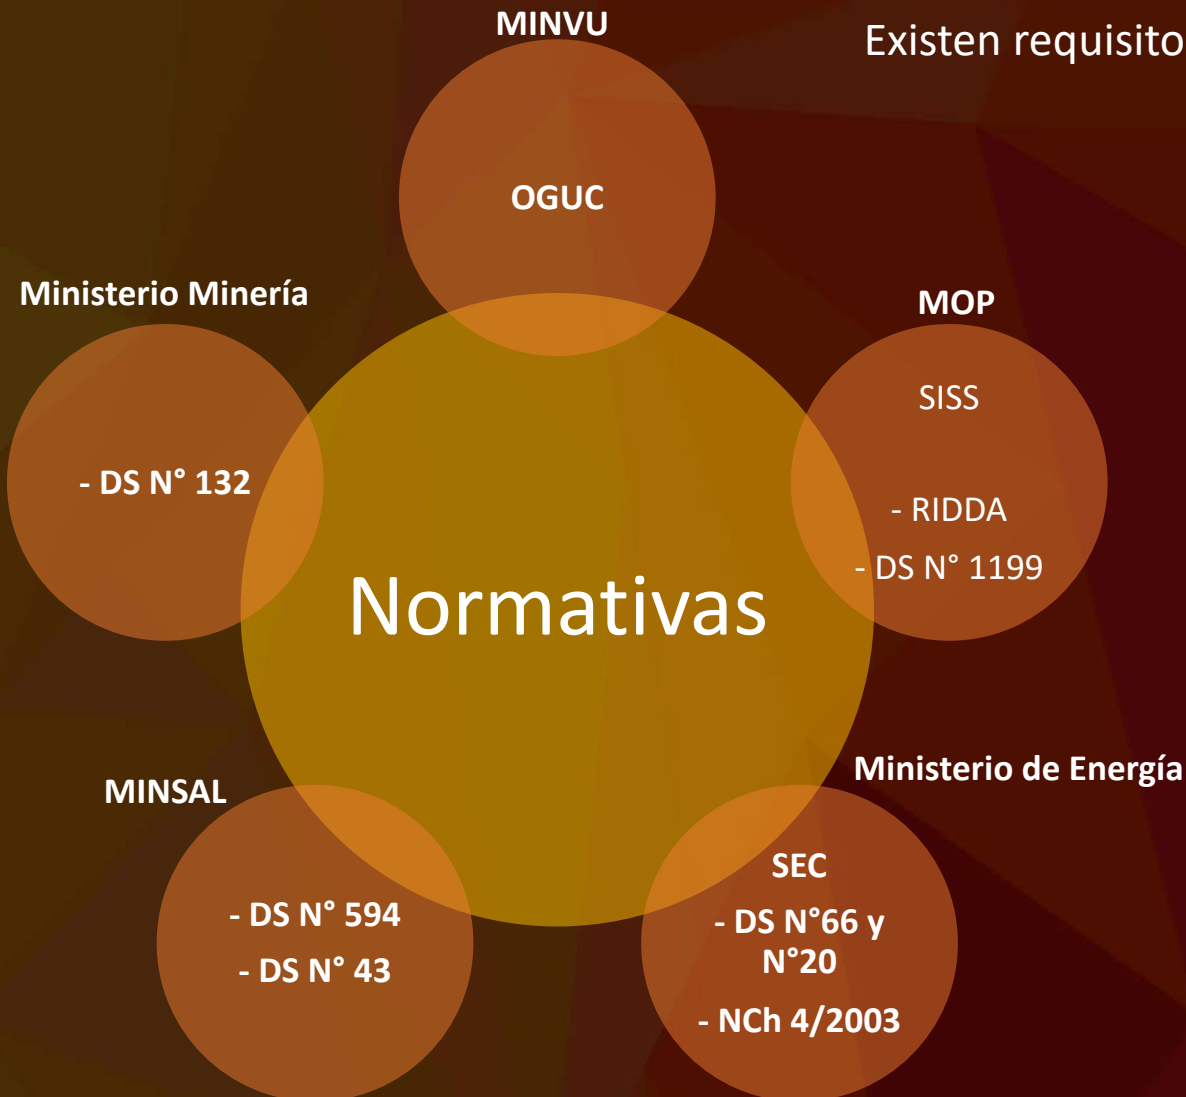 MINVU
Existen requisito
OGUC
Ministerio Minería
MOP
SISS
- DS N° 132
- RIDDA
- DS N° 1199
Normativas
Ministerio de Energía
MINSAL
SEC
- DS N° 594
- DS N°66 y
N°20
- DS N° 43
- NCh 4/2003